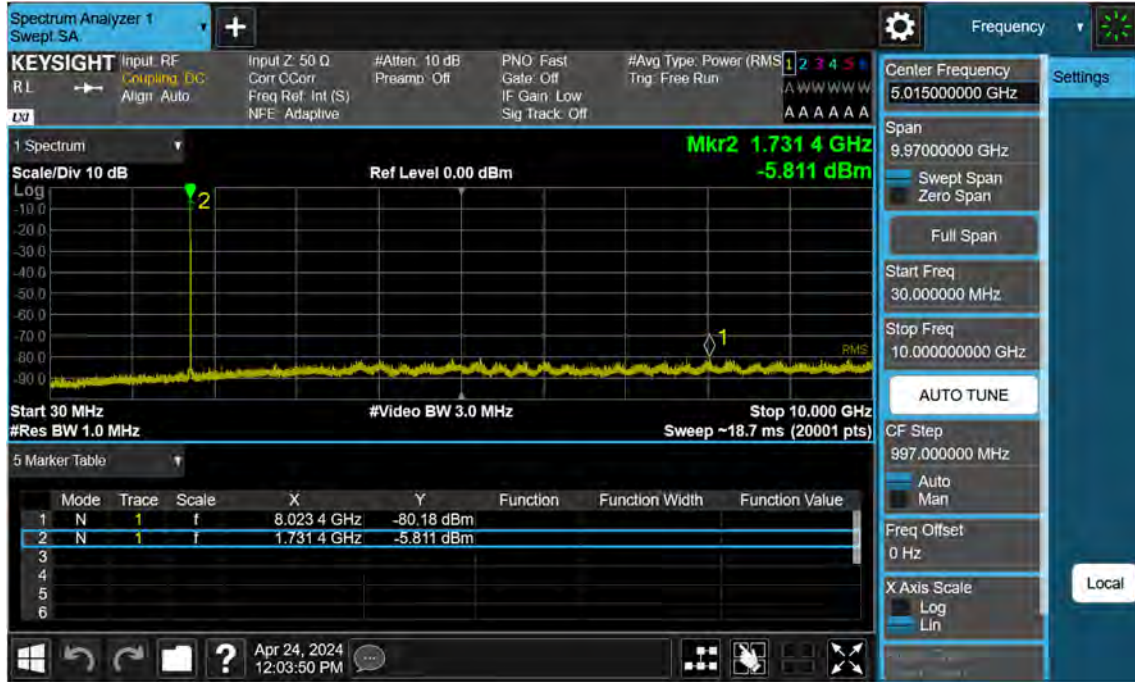 Spectrum Analyzer 1
Swept SA
+
Frequency
KEYSIGHT
RL
LXI
Input: RF
Coupling: DC
Align: Auto
Input Z: 50 Ω
Corr CCorr
Freq Ref: Int (S)
NFE: Adaptive
#Atten: 10 dB
Preamp: Off
PNO: Fast
Gate: Off
IF Gain: Low
Sig Track: Off
#Avg Type: Power (RMS
Trig: Free Run
1 2 3 4 5 6
A W W W W W
A A A A A A
1 Spectrum
Scale/Div 10 dB
Ref Level 0.00 dBm
Mkr2 1.731 4 GHz
-5.811 dBm
Log
-10.0
-20.0
-30.0
-40.0
-50.0
-60.0
-70.0
-80.0
-90.0
2
1
RMS
Start 30 MHz
#Video BW 3.0 MHz
Stop 10.000 GHz
#Res BW 1.0 MHz
Sweep ~18.7 ms (20001 pts)
5 Marker Table
Mode Trace Scale X Y Function Function Width Function Value
1 N 1 f 8.023 4 GHz -80.18 dBm
2 N 1 f 1.731 4 GHz -5.811 dBm
3
4
5
6
Apr 24, 2024
12:03:50 PM
?
Center Frequency
5.015000000 GHz
Settings
Span
9.97000000 GHz
Swept Span
Zero Span
Full Span
Start Freq
30.000000 MHz
Stop Freq
10.000000000 GHz
AUTO TUNE
CF Step
997.000000 MHz
Auto
Man
Freq Offset
0 Hz
X Axis Scale
Log
Lin
Local